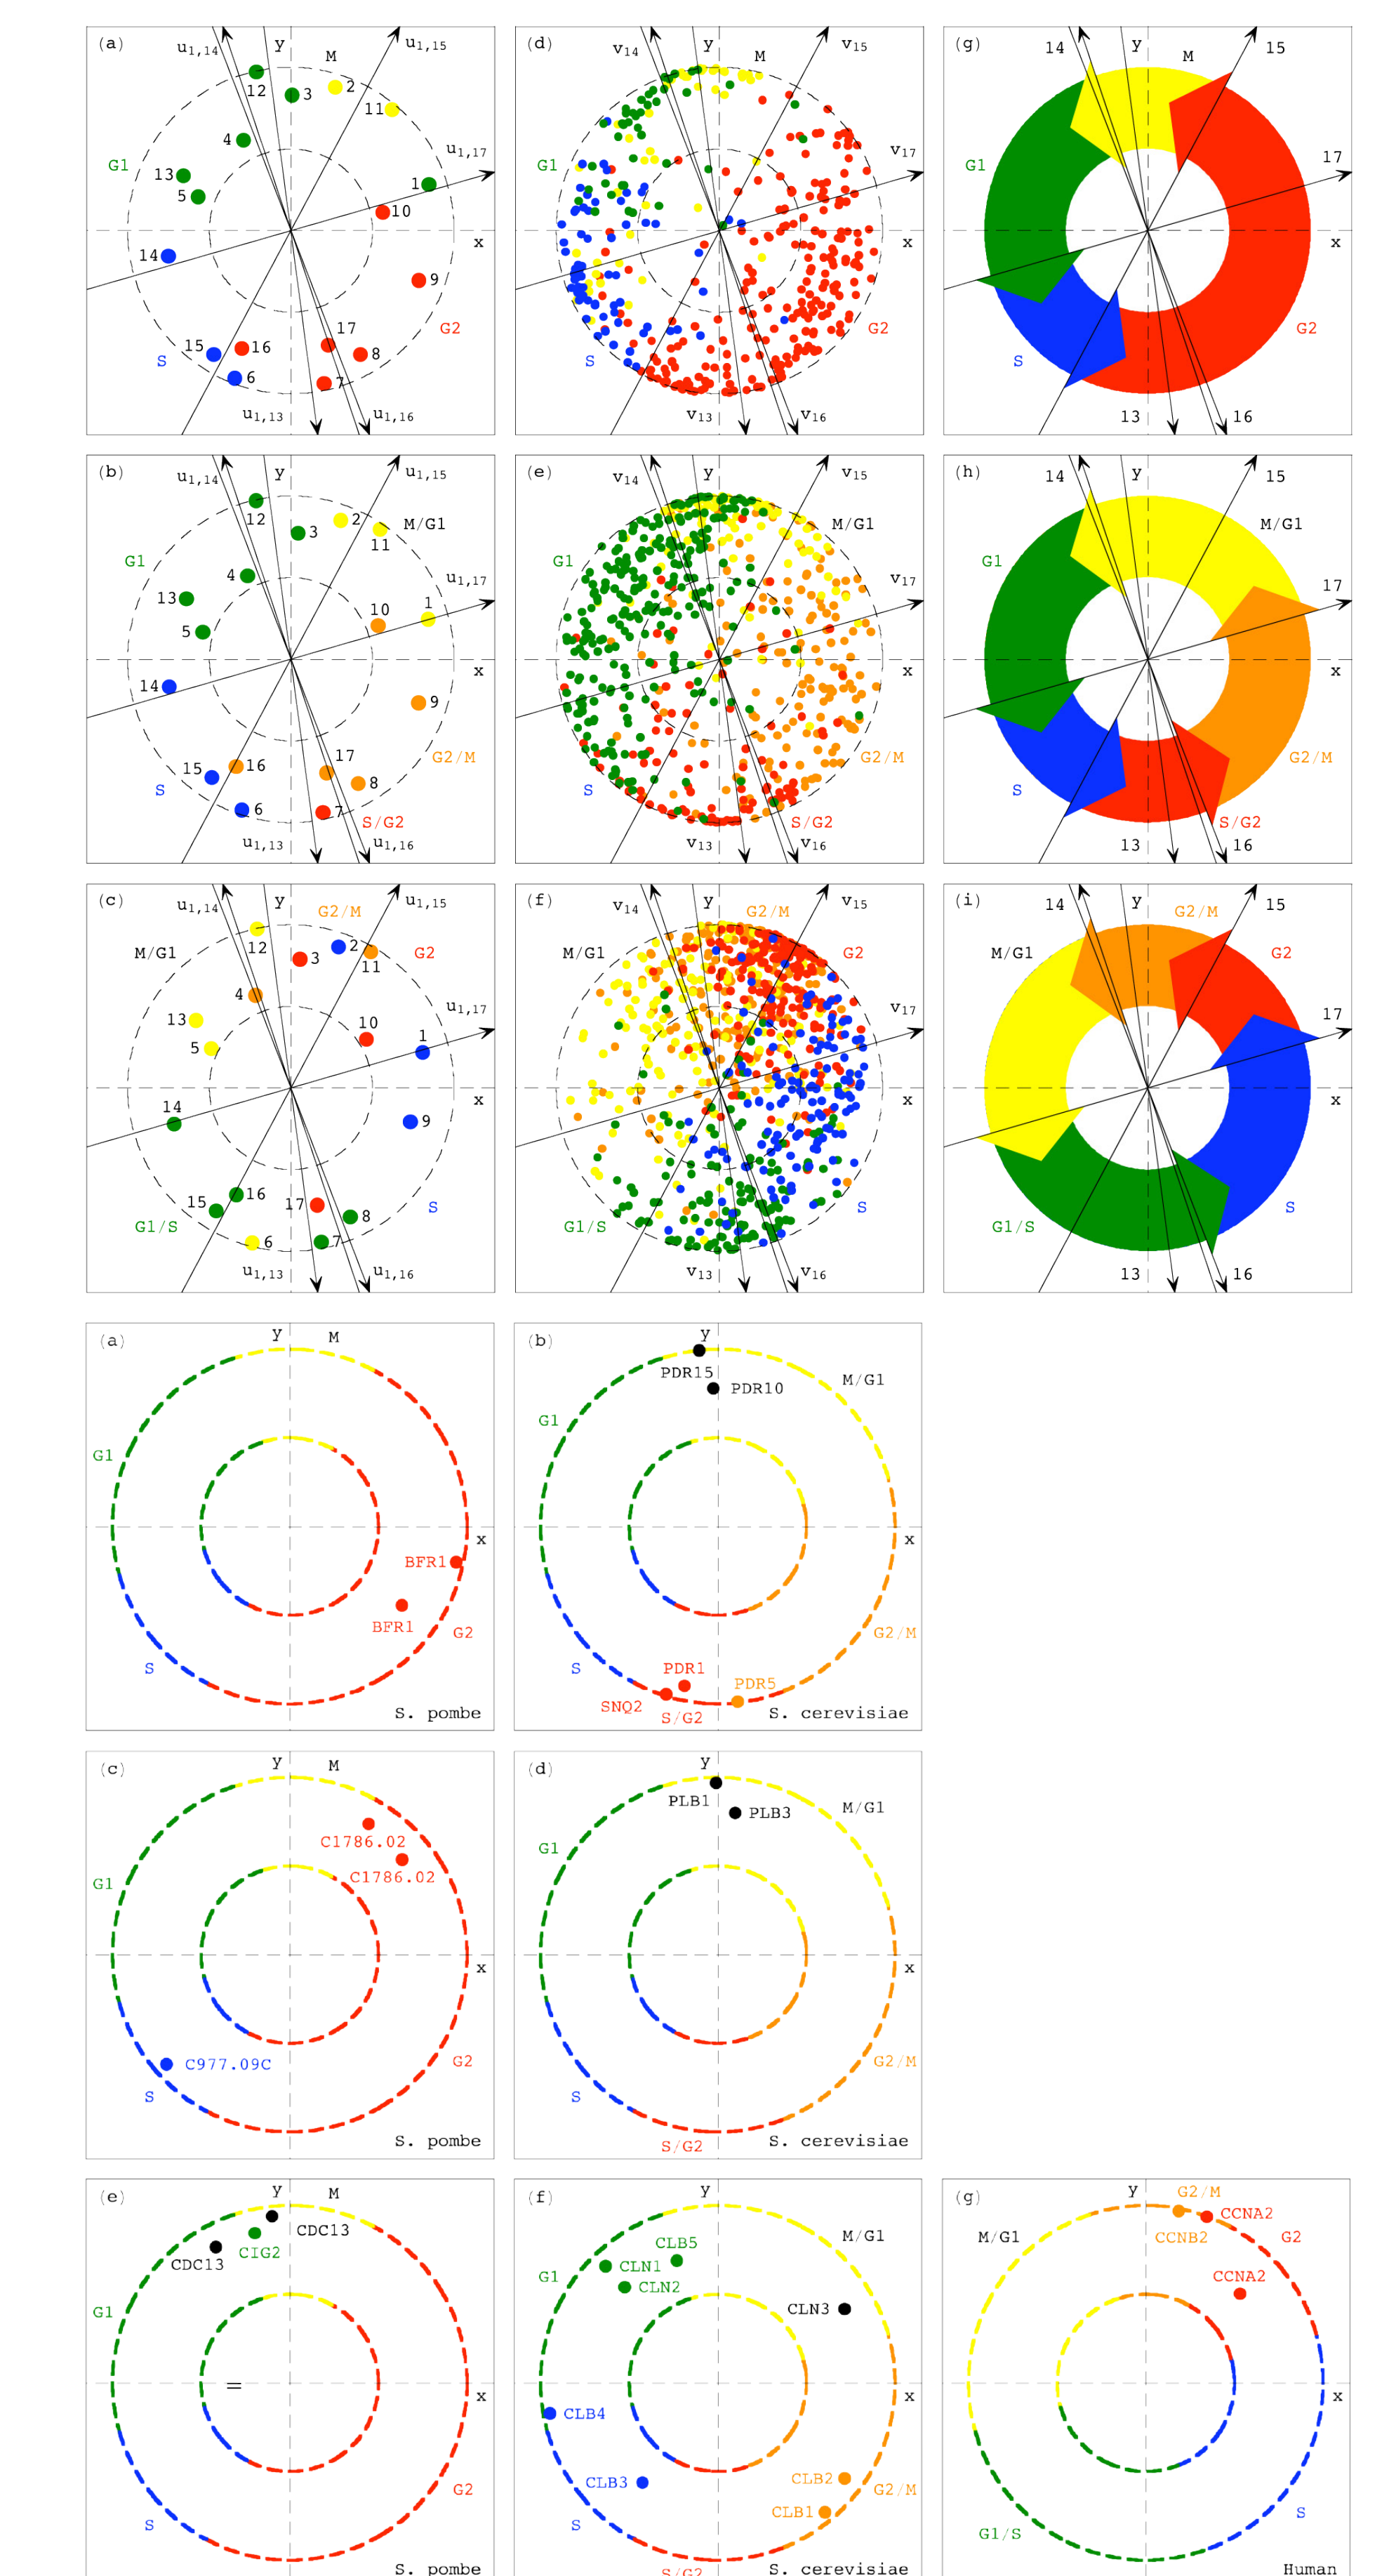 (a) u1,14 y M u1,15
12 3 2 11
4
G1 13 5 u1,17
1 10
x
14
9
G2
15 16 17 8
S 6 7
u1,13 u1,16
(d) v14 y M v15
G1 v17
x
G2
S
v13 v16
(g) 14 y M 15
G1 17
x
G2
S
13 16
(b) u1,14 y u1,15
12 3 2 11 M/G1
G1 4
13 5 10 1 u1,17
x
14
9
G2/M
15 16 17 8
S 6 7 S/G2
u1,13 u1,16
(e) v14 y v15
M/G1
G1 v17
x
G2/M
S S/G2
v13 v16
(h) 14 y 15
M/G1
G1 17
x
G2/M
S S/G2
13 16
(c) u1,14 y G2/M u1,15
M/G1 12 3 2 11 G2
4
13 5 10 1 u1,17
x
14 9
15 16 17 8
G1/S 6 7 S
u1,13 u1,16
(f) v14 y G2/M v15
M/G1 G2
v17
x
G1/S S
v13 v16
(i) 14 y G2/M 15
M/G1 G2
17
x
G1/S S
13 16
(a) y M
G1
x
BFR1
BFR1
G2
S
S. pombe
(b) y
PDR15
PDR10
M/G1
G1
x
G2/M
S
PDR1
PDR5
SNQ2
S/G2
S. cerevisiae
(c) y M
C1786.02
C1786.02
G1
x
C977.09C
G2
S
S. pombe
(d) y
PLB1
PLB3
M/G1
G1
x
G2/M
S
S/G2
S. cerevisiae
(e) y M
CDC13
CIG2
CDC13
G1
=
x
G2
S
S. pombe
(f) y
M/G1
CLB5
CLN1
G1
CLN2
CLN3
x
CLB4
CLB3
CLB2
G2/M
CLB1
S
S/G2
S. cerevisiae
(g) y G2/M
CCNA2
CCNB2
M/G1 G2
CCNA2
x
S
G1/S
Human